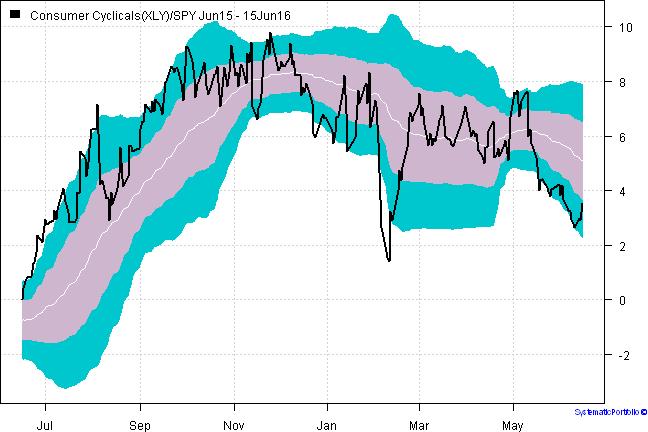 Consumer Cyclicals(XLY)/SPY Jun15 - 15Jun16
10
8
6
4
2
0
-2
Jul Sep Nov Jan Mar May
SystematicPortfolio ©